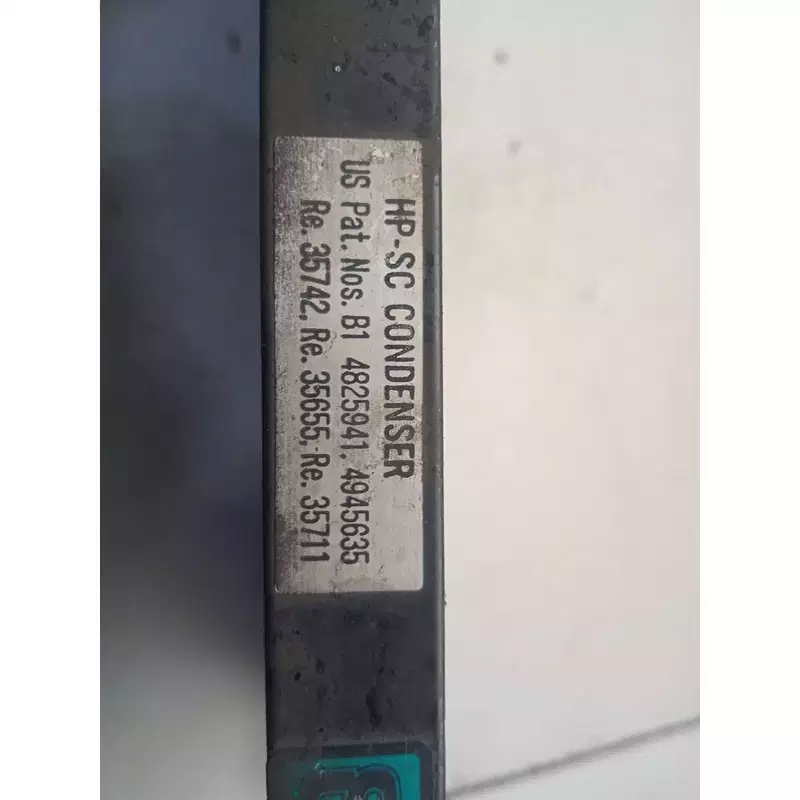 HP-SC CONDENSER
US Pat. Nos. B1 4825941, 4945635
Re. 35742, Re. 35655, Re. 35711